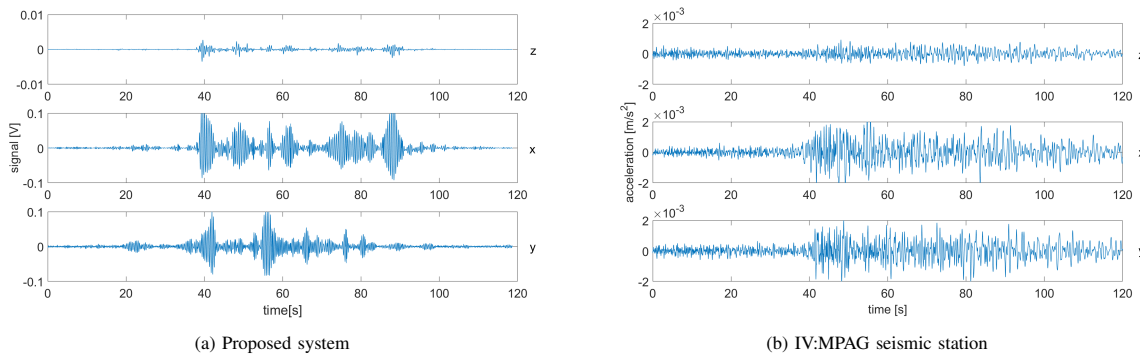 0.01
0
-0.01
z
0 20 40 60 80 100 120
0.1
0
-0.1
x
signal [V]
0 20 40 60 80 100 120
0.1
0
-0.1
y
0 20 40 60 80 100 120
time[s]
(a) Proposed system
×10⁻³
2
0
-2
0 20 40 60 80 100 120
×10⁻³
2
0
-2
acceleration [m/s²]
0 20 40 60 80 100 120
×10⁻³
2
0
-2
0 20 40 60 80 100 120
time [s]
(b) IV:MPAG seismic station